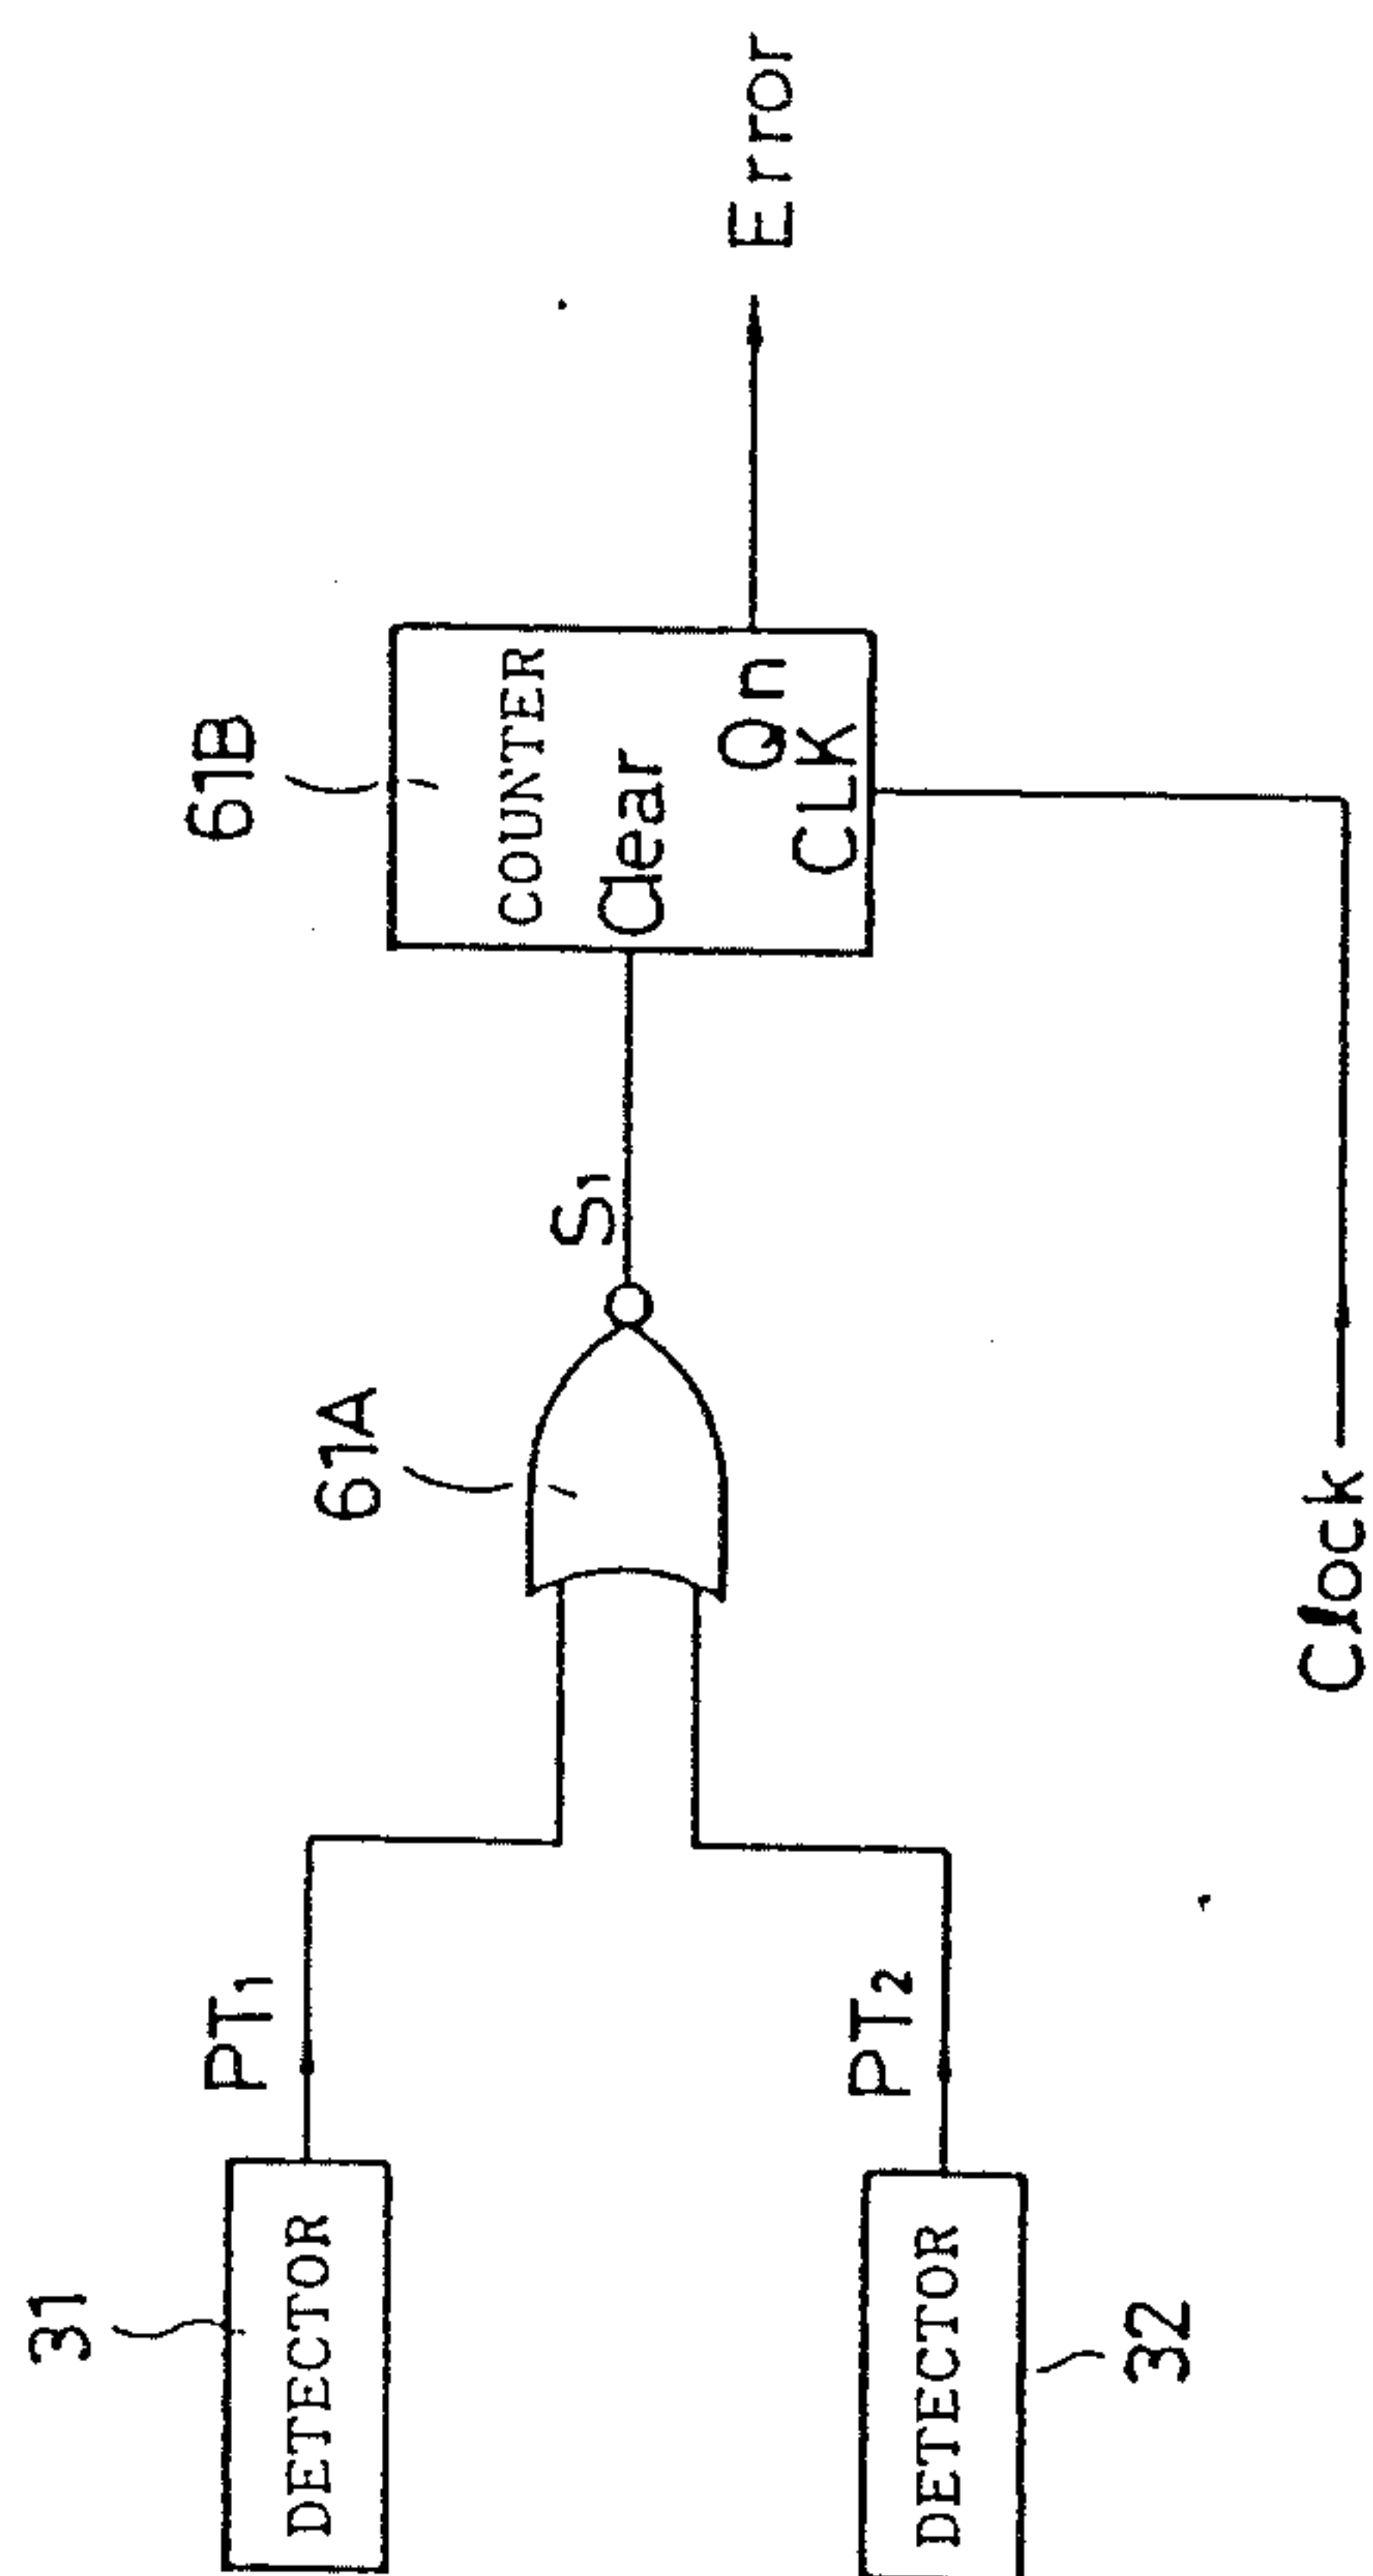 31
DETECTOR
PT1
61A
S1
61B
COUNTER
Clear
Qn
CLK
Error
DETECTOR
32
PT2
Clock